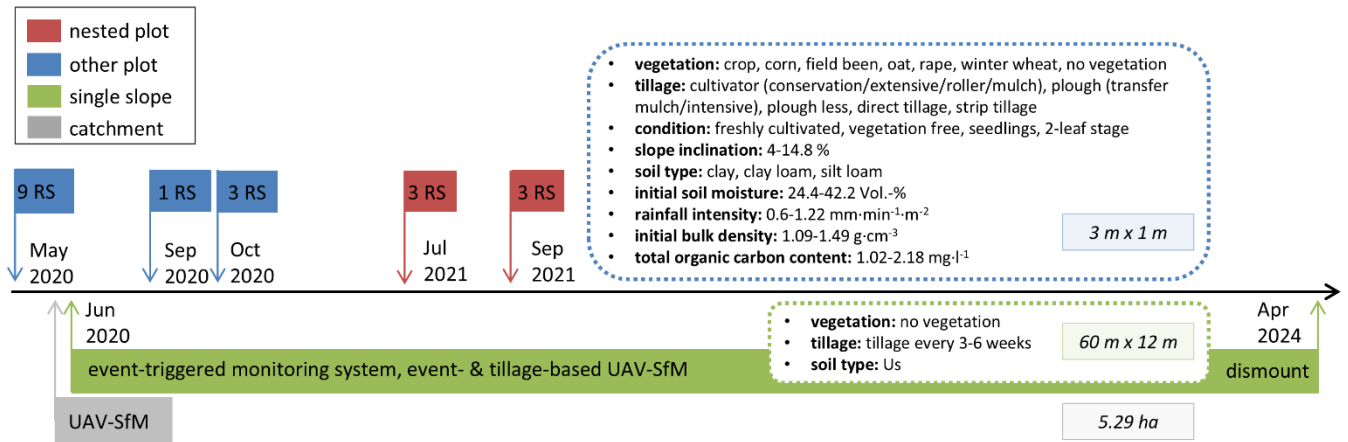 nested plot
other plot
single slope
catchment
• vegetation: crop, corn, field been, oat, rape, winter wheat, no vegetation
• tillage: cultivator (conservation/extensive/roller/mulch), plough (transfer
mulch/intensive), plough less, direct tillage, strip tillage
• condition: freshly cultivated, vegetation free, seedlings, 2-leaf stage
• slope inclination: 4-14.8 %
• soil type: clay, clay loam, silt loam
• initial soil moisture: 24.4-42.2 Vol.-%
• rainfall intensity: 0.6-1.22 mm·min⁻¹·m⁻²
• initial bulk density: 1.09-1.49 g·cm⁻³
• total organic carbon content: 1.02-2.18 mg·l⁻¹
3 m x 1 m
9 RS
1 RS
3 RS
3 RS
3 RS
May
2020
Sep
2020
Oct
2020
Jul
2021
Sep
2021
Jun
2020
• vegetation: no vegetation
• tillage: tillage every 3-6 weeks
• soil type: Us
60 m x 12 m
Apr
2024
event-triggered monitoring system, event- & tillage-based UAV-SfM
dismount
UAV-SfM
5.29 ha